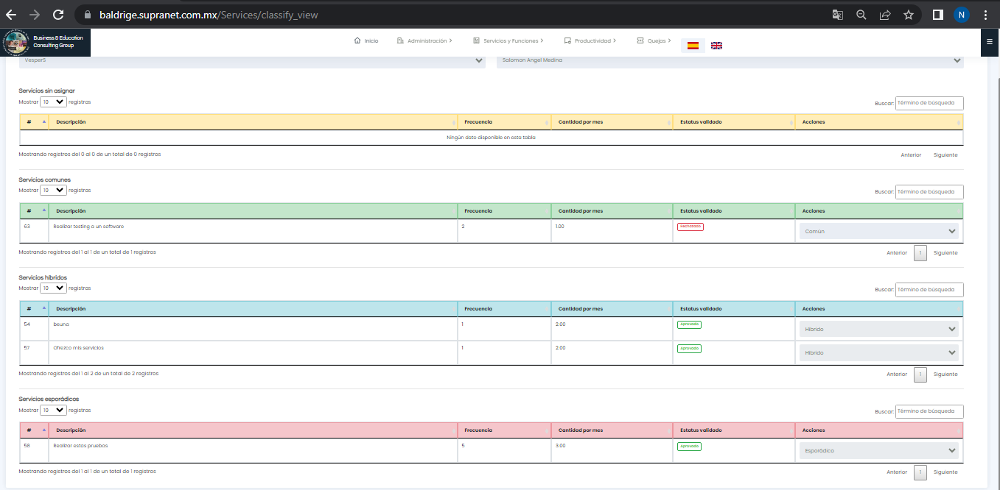 baldrige.supranet.com.mx/Services/classify_view
N
Business & Education
Consulting Group
Inicio
Administración
Servicios y Funciones
Productividad
Quejas
VesperS
Salomon Angel Medina
Servicios sin asignar
Mostrar 10 registros
Buscar: Término de búsqueda
# Descripción Frecuencia Cantidad por mes Estatus validado Acciones
Ningún dato disponible en esta tabla
Mostrando registros del 0 al 0 de un total de 0 registros
Anterior Siguiente
Servicios comunes
Mostrar 10 registros
Buscar: Término de búsqueda
# Descripción Frecuencia Cantidad por mes Estatus validado Acciones
63 Realizar testing a un software 2 1.00 Rechazado Común
Mostrando registros del 1 al 1 de un total de 1 registros
Anterior 1 Siguiente
Servicios híbridos
Mostrar 10 registros
Buscar: Término de búsqueda
# Descripción Frecuencia Cantidad por mes Estatus validado Acciones
54 beuno 1 2.00 Aprovado Híbrido
57 Ofrezco mis servicios 1 2.00 Aprovado Híbrido
Mostrando registros del 1 al 2 de un total de 2 registros
Anterior 1 Siguiente
Servicios esporádicos
Mostrar 10 registros
Buscar: Término de búsqueda
# Descripción Frecuencia Cantidad por mes Estatus validado Acciones
58 Realizar estas pruebas 5 3.00 Aprovado Esporádico
Mostrando registros del 1 al 1 de un total de 1 registros
Anterior 1 Siguiente